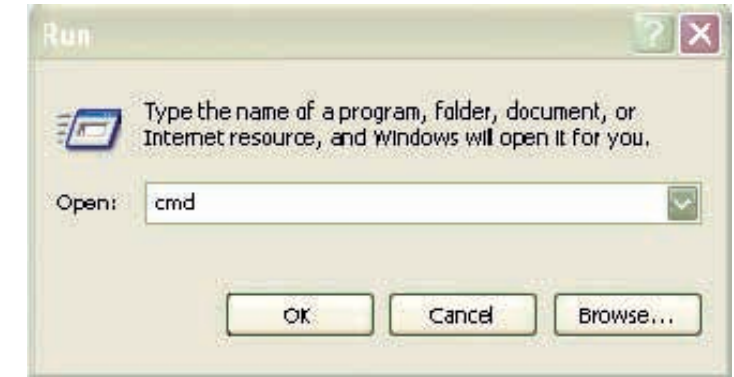 Run
Type the name of a program, folder, document, or
Internet resource, and Windows will open it for you.
Open: cmd
OK Cancel Browse...